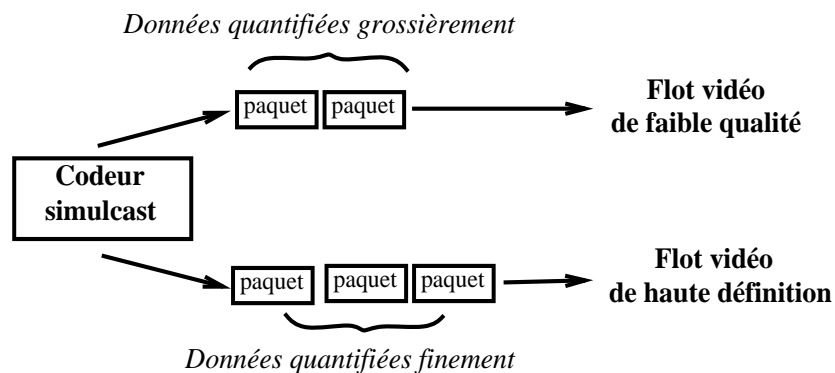 Données quantifiées grossièrement
paquet paquet
Flot vidéo
de faible qualité
Codeur
simulcast
paquet paquet paquet
Flot vidéo
de haute définition
Données quantifiées finement